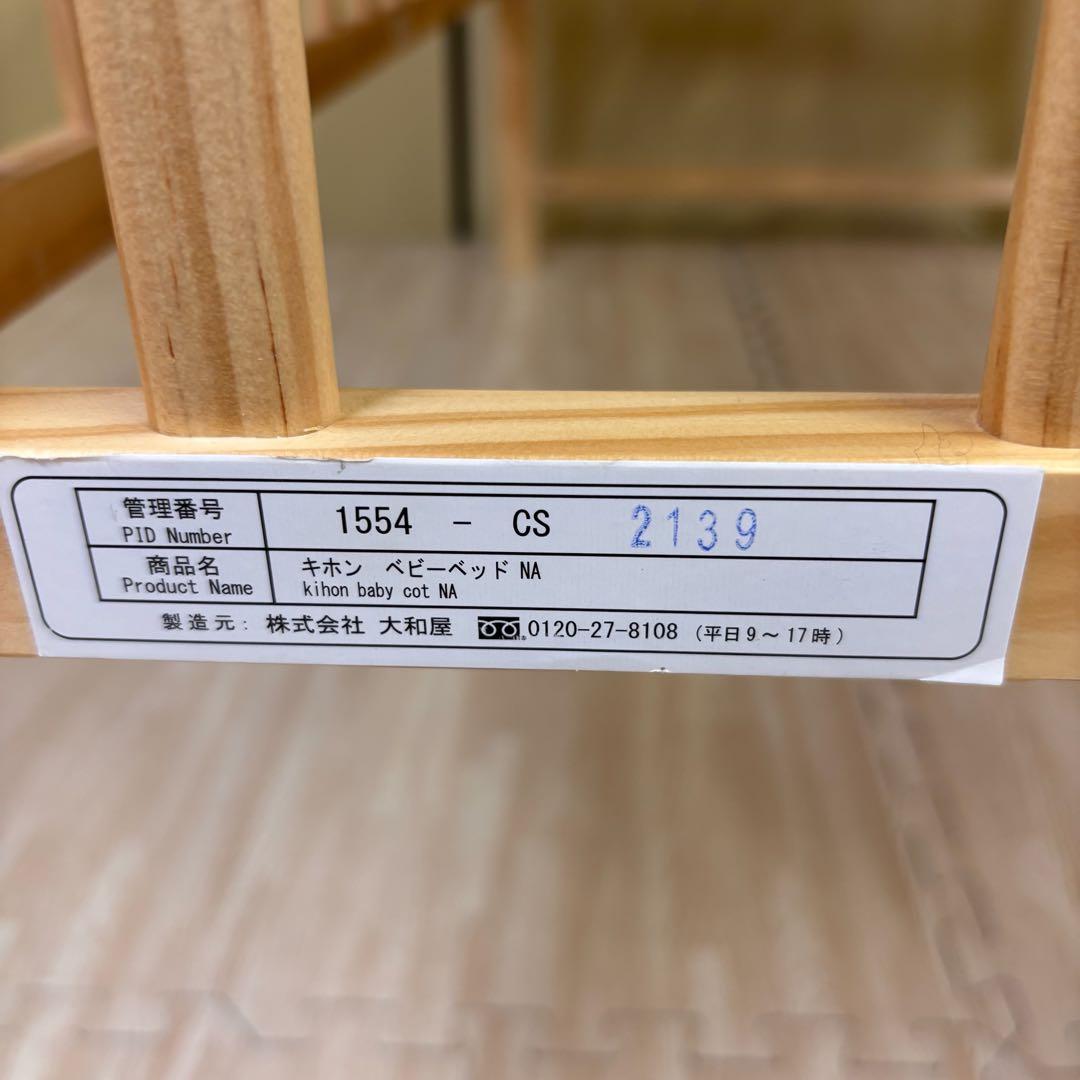 管理番号 1554 - CS 2139
PID Number
商品名 キホン ベビーベッド NA
Product Name kihon baby cot NA
製造元: 株式会社 大和屋 0120-27-8108 (平日9～17時)